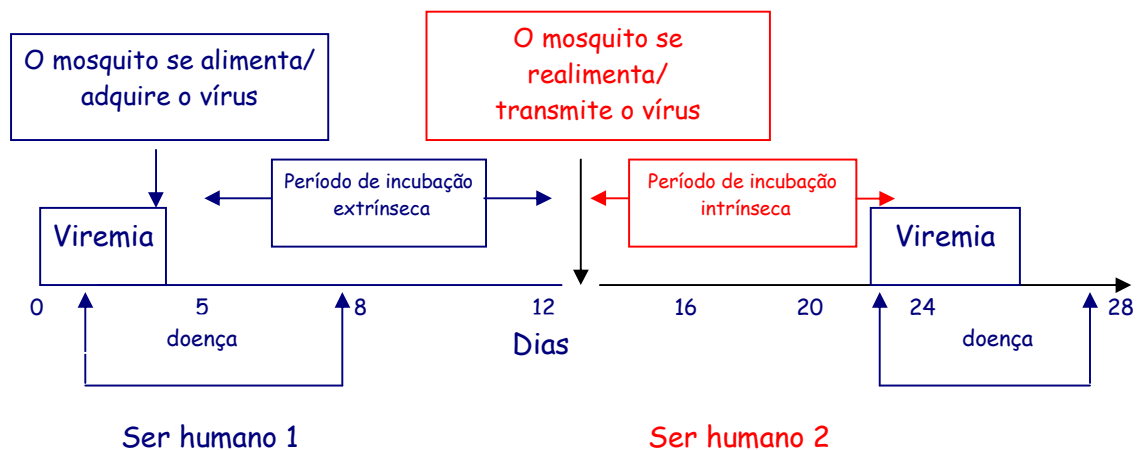 O mosquito se alimenta/
adquire o vírus
O mosquito se
realimenta/
transmite o vírus
Período de incubação
extrínseca
Período de incubação
intrínseca
Viremia
Viremia
0
5
8
12
16
20
24
28
doença
Dias
doença
Ser humano 1
Ser humano 2